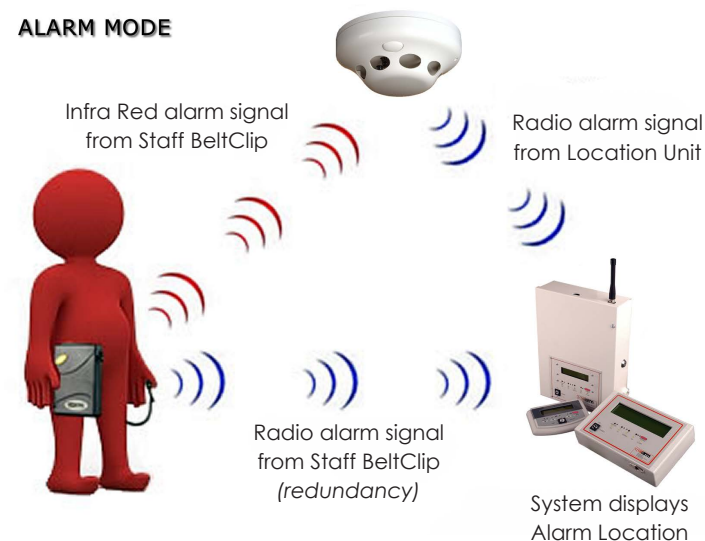 ALARM MODE
Infra Red alarm signal
from Staff BeltClip
Radio alarm signal
from Location Unit
Radio alarm signal
from Staff BeltClip
(redundancy)
System displays
Alarm Location